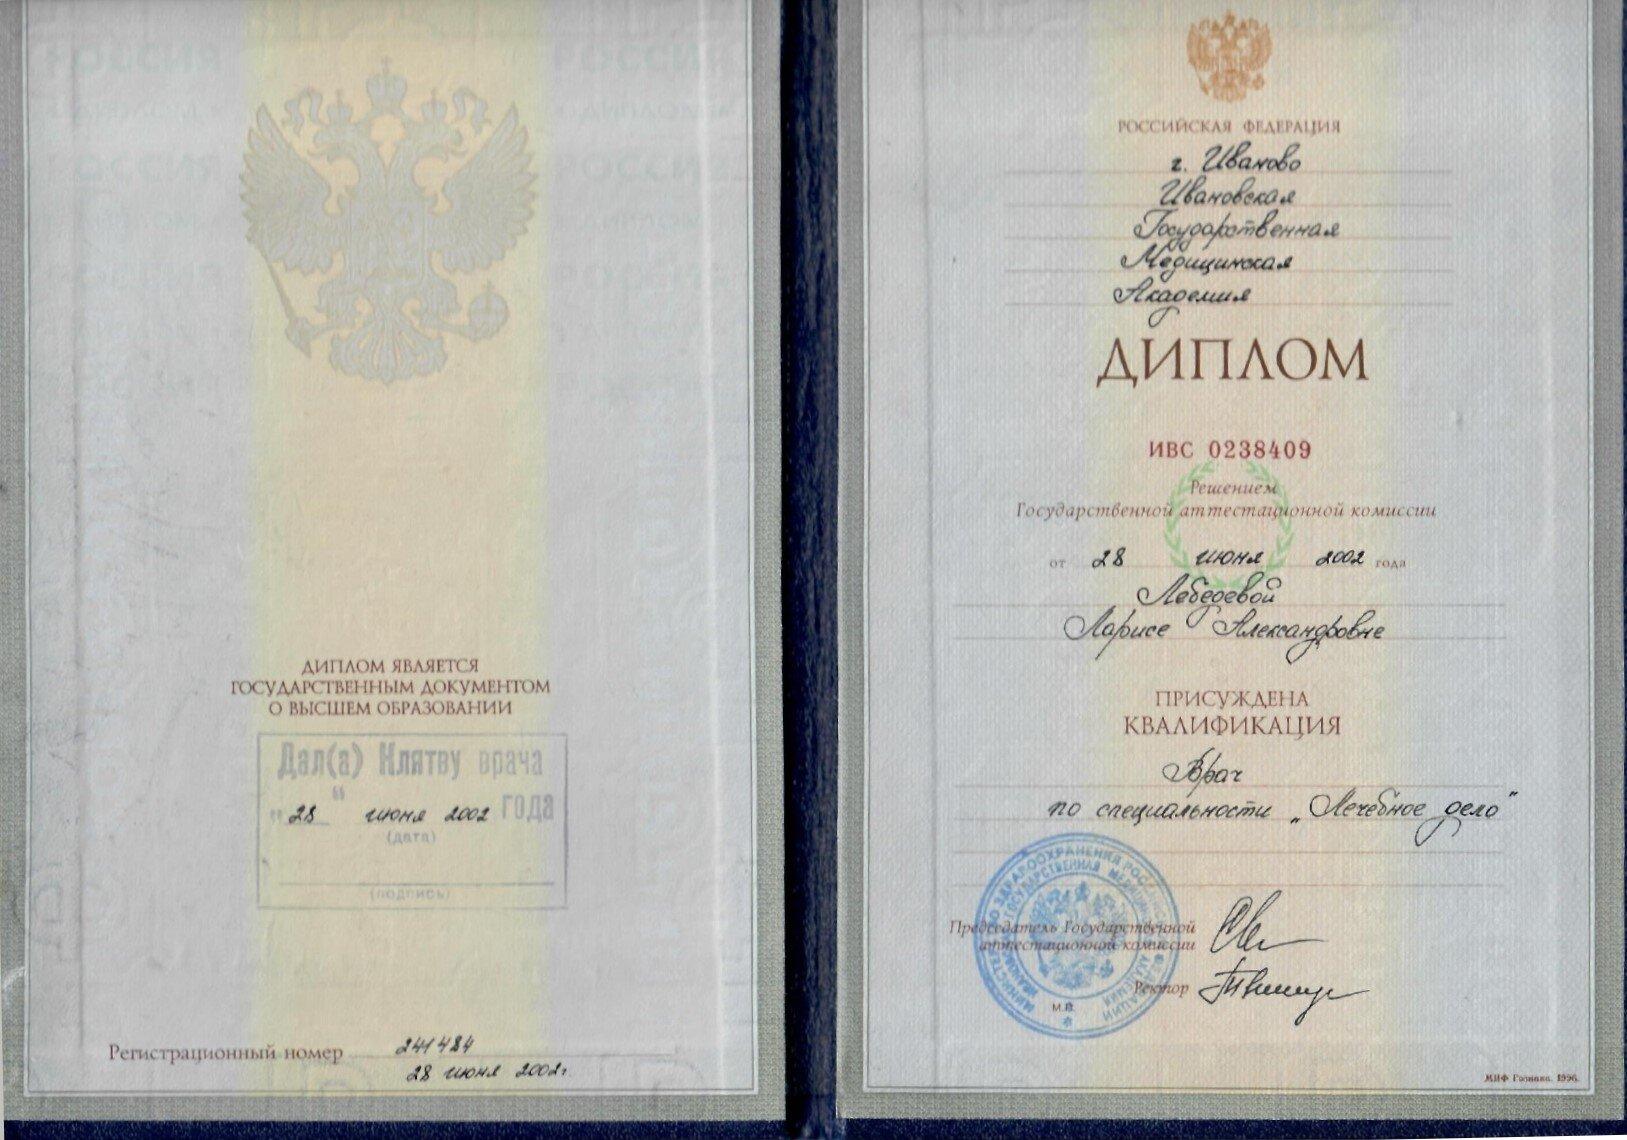 ДИПЛОМ ЯВЛЯЕТСЯ
ГОСУДАРСТВЕННЫМ ДОКУМЕНТОМ
О ВЫСШЕМ ОБРАЗОВАНИИ
Дал(а) Клятву врача
„28“ июня 2002 года
(дата)
(подпись)
Регистрационный номер 241484
28 июня 2002г.
РОССИЙСКАЯ ФЕДЕРАЦИЯ
г. Иваново
Ивановская
Государственная
Медицинская
Академия
ДИПЛОМ
ИВС 0238409
Решением
Государственной аттестационной комиссии
от 28 июня 2002 года
Лебедевой
Ларисе Александровне
ПРИСУЖДЕНА
КВАЛИФИКАЦИЯ
Врач
по специальности „Лечебное дело"
Председатель Государственной
аттестационной комиссии
Ректор
М.П.
МПФ Гознака. 1996.